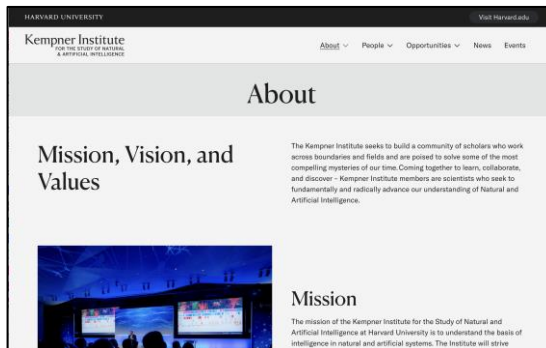 HARVARD UNIVERSITY
Visit Harvard.edu
Kempner Institute
FOR THE STUDY OF NATURAL
& ARTIFICIAL INTELLIGENCE
About
People
Opportunities
News
Events
About
Mission, Vision, and
Values
The Kempner Institute seeks to build a community of scholars who work
across boundaries and fields and are poised to solve some of the most
compelling mysteries of our time.Coming together to learn, collaborate,
and discover – Kempner Institute members are scientists who seek to
fundamentally and radically advance our understanding of Natural and
Artificial Intelligence.
Mission
The mission of the Kempner Institute for the Study of Natural and
Artificial Intelligence at Harvard University is to understand the basis of
intelligence in natural and artificial systems. The Institute will strive